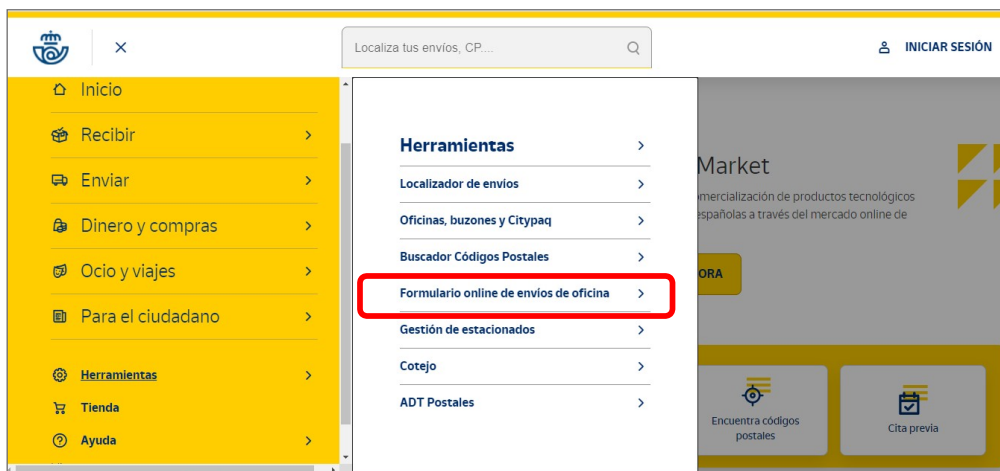 Localiza tus envíos, CP....
INICIAR SESIÓN
Inicio
Recibir
Enviar
Dinero y compras
Ocio y viajes
Para el ciudadano
Herramientas
Tienda
Ayuda
Herramientas
Localizador de envíos
Oficinas, buzones y Citypaq
Buscador Códigos Postales
Formulario online de envíos de oficina
Gestión de estacionados
Cotejo
ADT Postales
Market
mercialización de productos tecnológicos
españolas a través del mercado online de
ORA
Encuentra códigos
postales
Cita previa